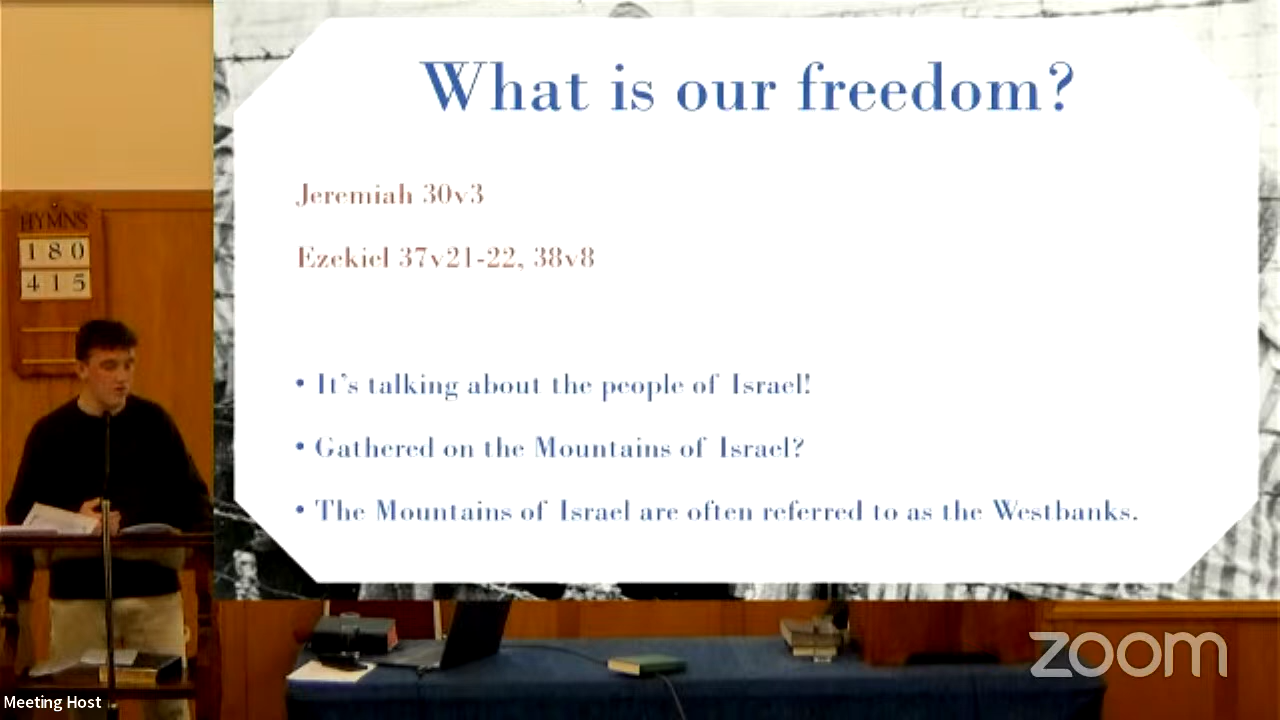 What is our freedom?
Jeremiah 30v3
Ezekiel 37v21-22, 38v8
• It's talking about the people of Israel!
• Gathered on the Mountains of Israel?
• The Mountains of Israel are often referred to as the Westbanks.
HYMNS
180
415
zoom
Meeting Host